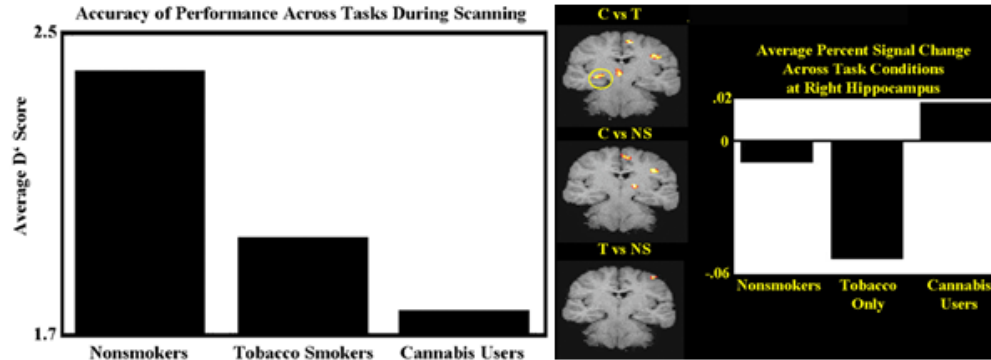 Accuracy of Performance Across Tasks During Scanning
2.5
Average D' Score
1.7
Nonsmokers
Tobacco Smokers
Cannabis Users
C vs T
C vs NS
T vs NS
Average Percent Signal Change
Across Task Conditions
at Right Hippocampus
.02
0
-.06
Nonsmokers
Tobacco
Only
Cannabis
Users